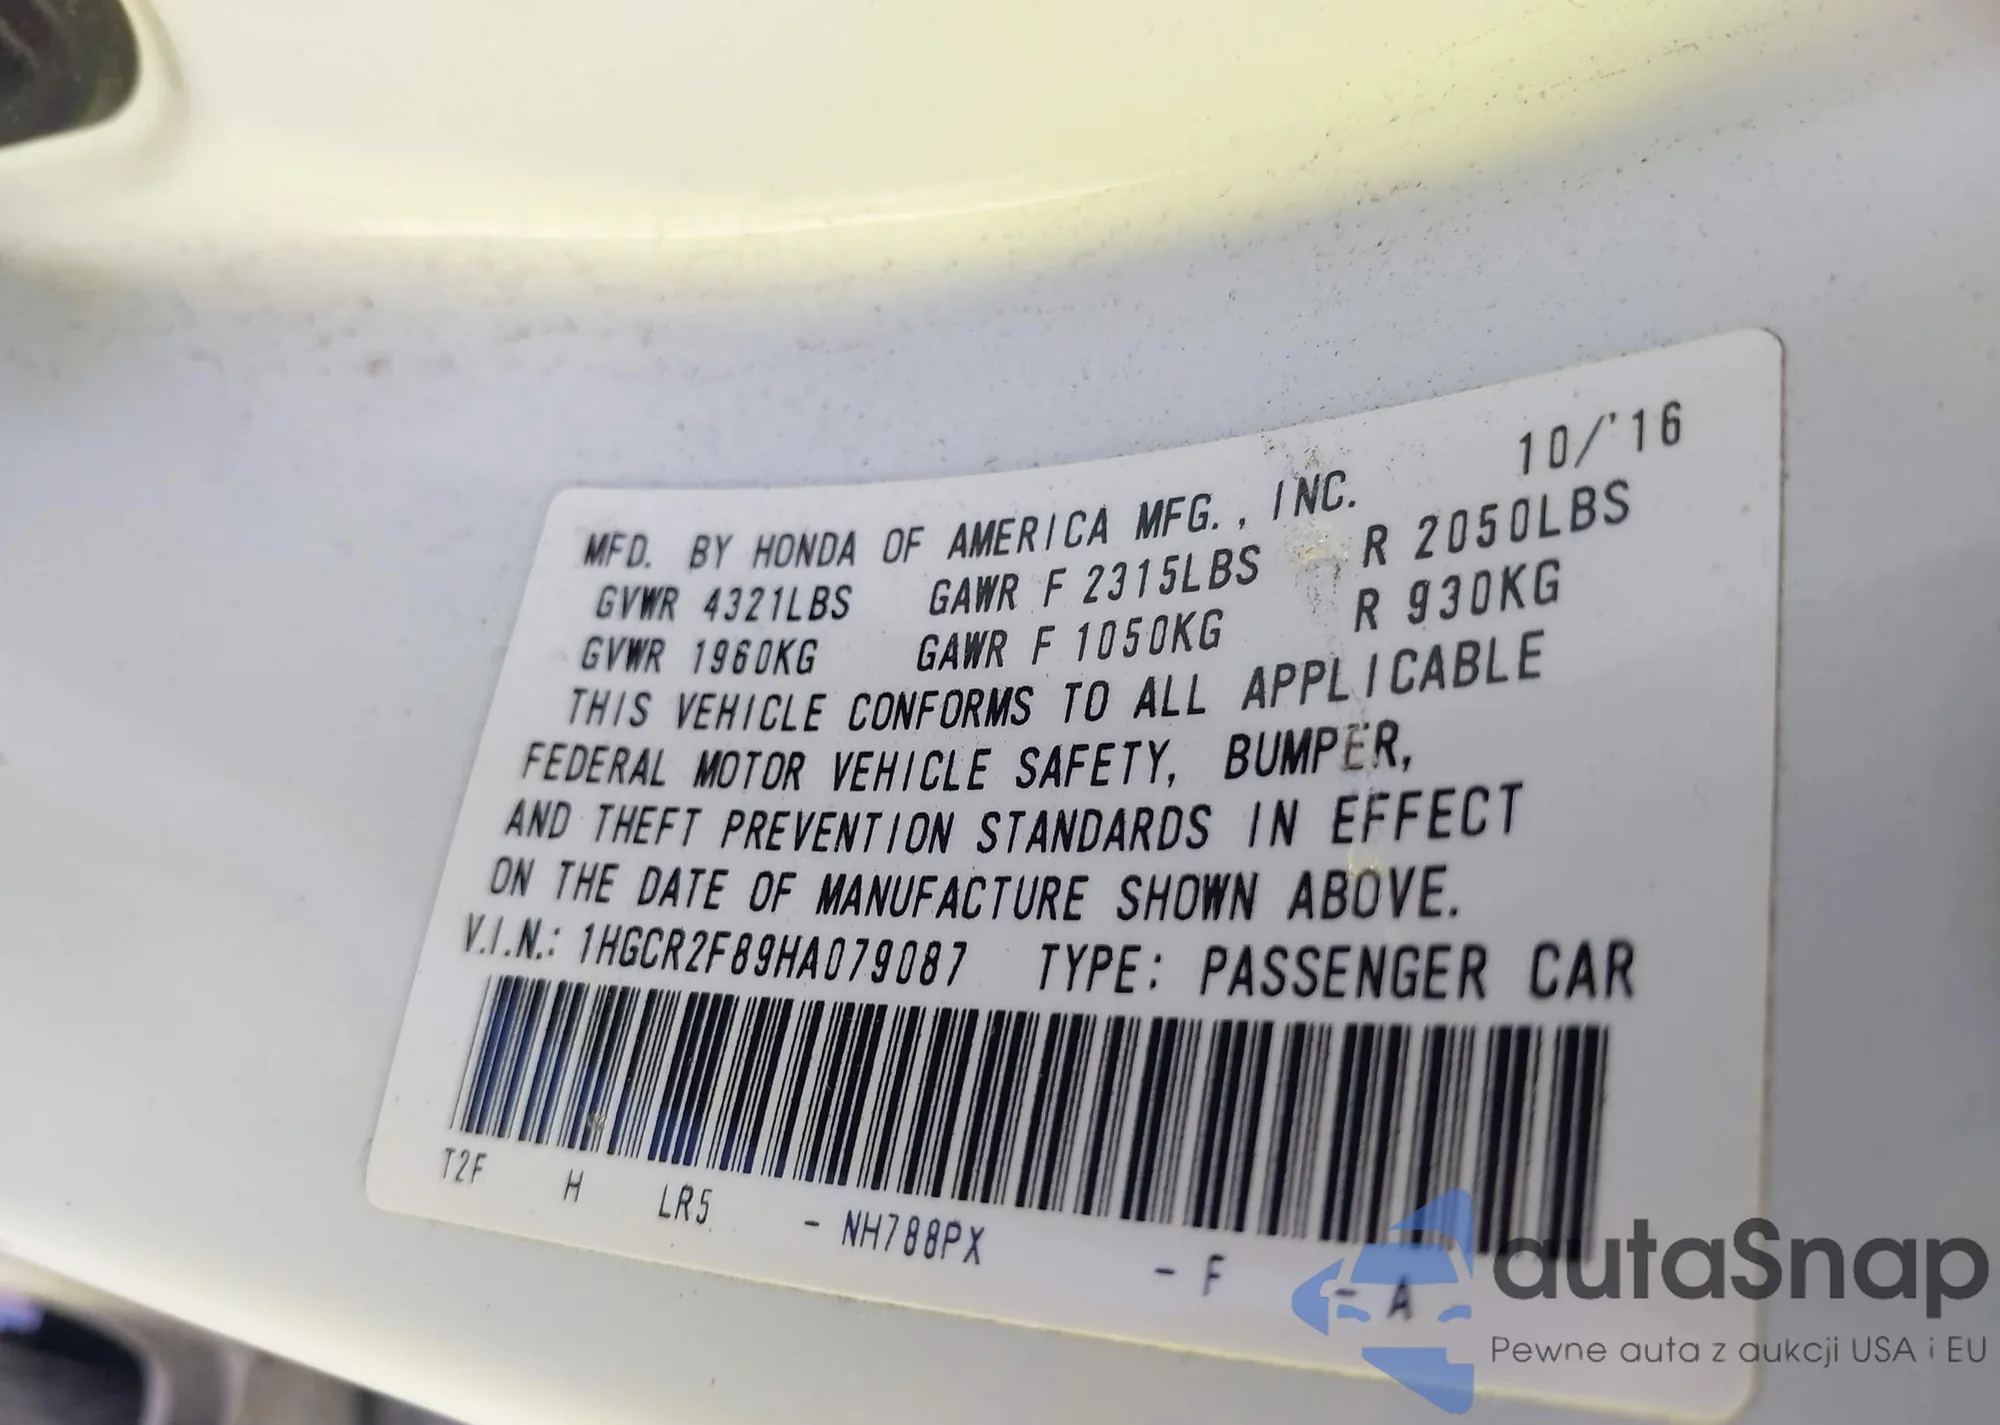 MFD. BY HONDA OF AMERICA MFG., INC. 10/'16
GVWR 4321LBS GAWR F 2315LBS R 2050LBS
GVWR 1960KG GAWR F 1050KG R 930KG
THIS VEHICLE CONFORMS TO ALL APPLICABLE
FEDERAL MOTOR VEHICLE SAFETY, BUMPER,
AND THEFT PREVENTION STANDARDS IN EFFECT
ON THE DATE OF MANUFACTURE SHOWN ABOVE.
V.I.N.: 1HGCR2F89HA079087 TYPE: PASSENGER CAR
T2F H LR5 - NH788PX - F - A
autaSnap
Pewne auta z aukcji USA i EU